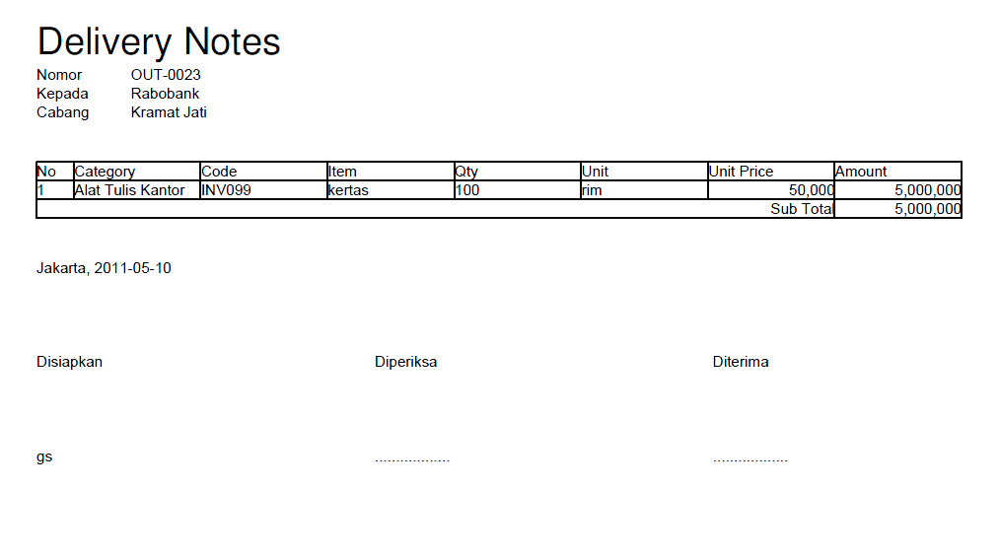 Delivery Notes
Nomor OUT-0023
Kepada Rabobank
Cabang Kramat Jati
No Category Code Item Qty Unit Unit Price Amount
1 Alat Tulis Kantor INV099 kertas 100 rim 50,000 5,000,000
Sub Total 5,000,000
Jakarta, 2011-05-10
Disiapkan Diperiksa Diterima
gs .................. ..................